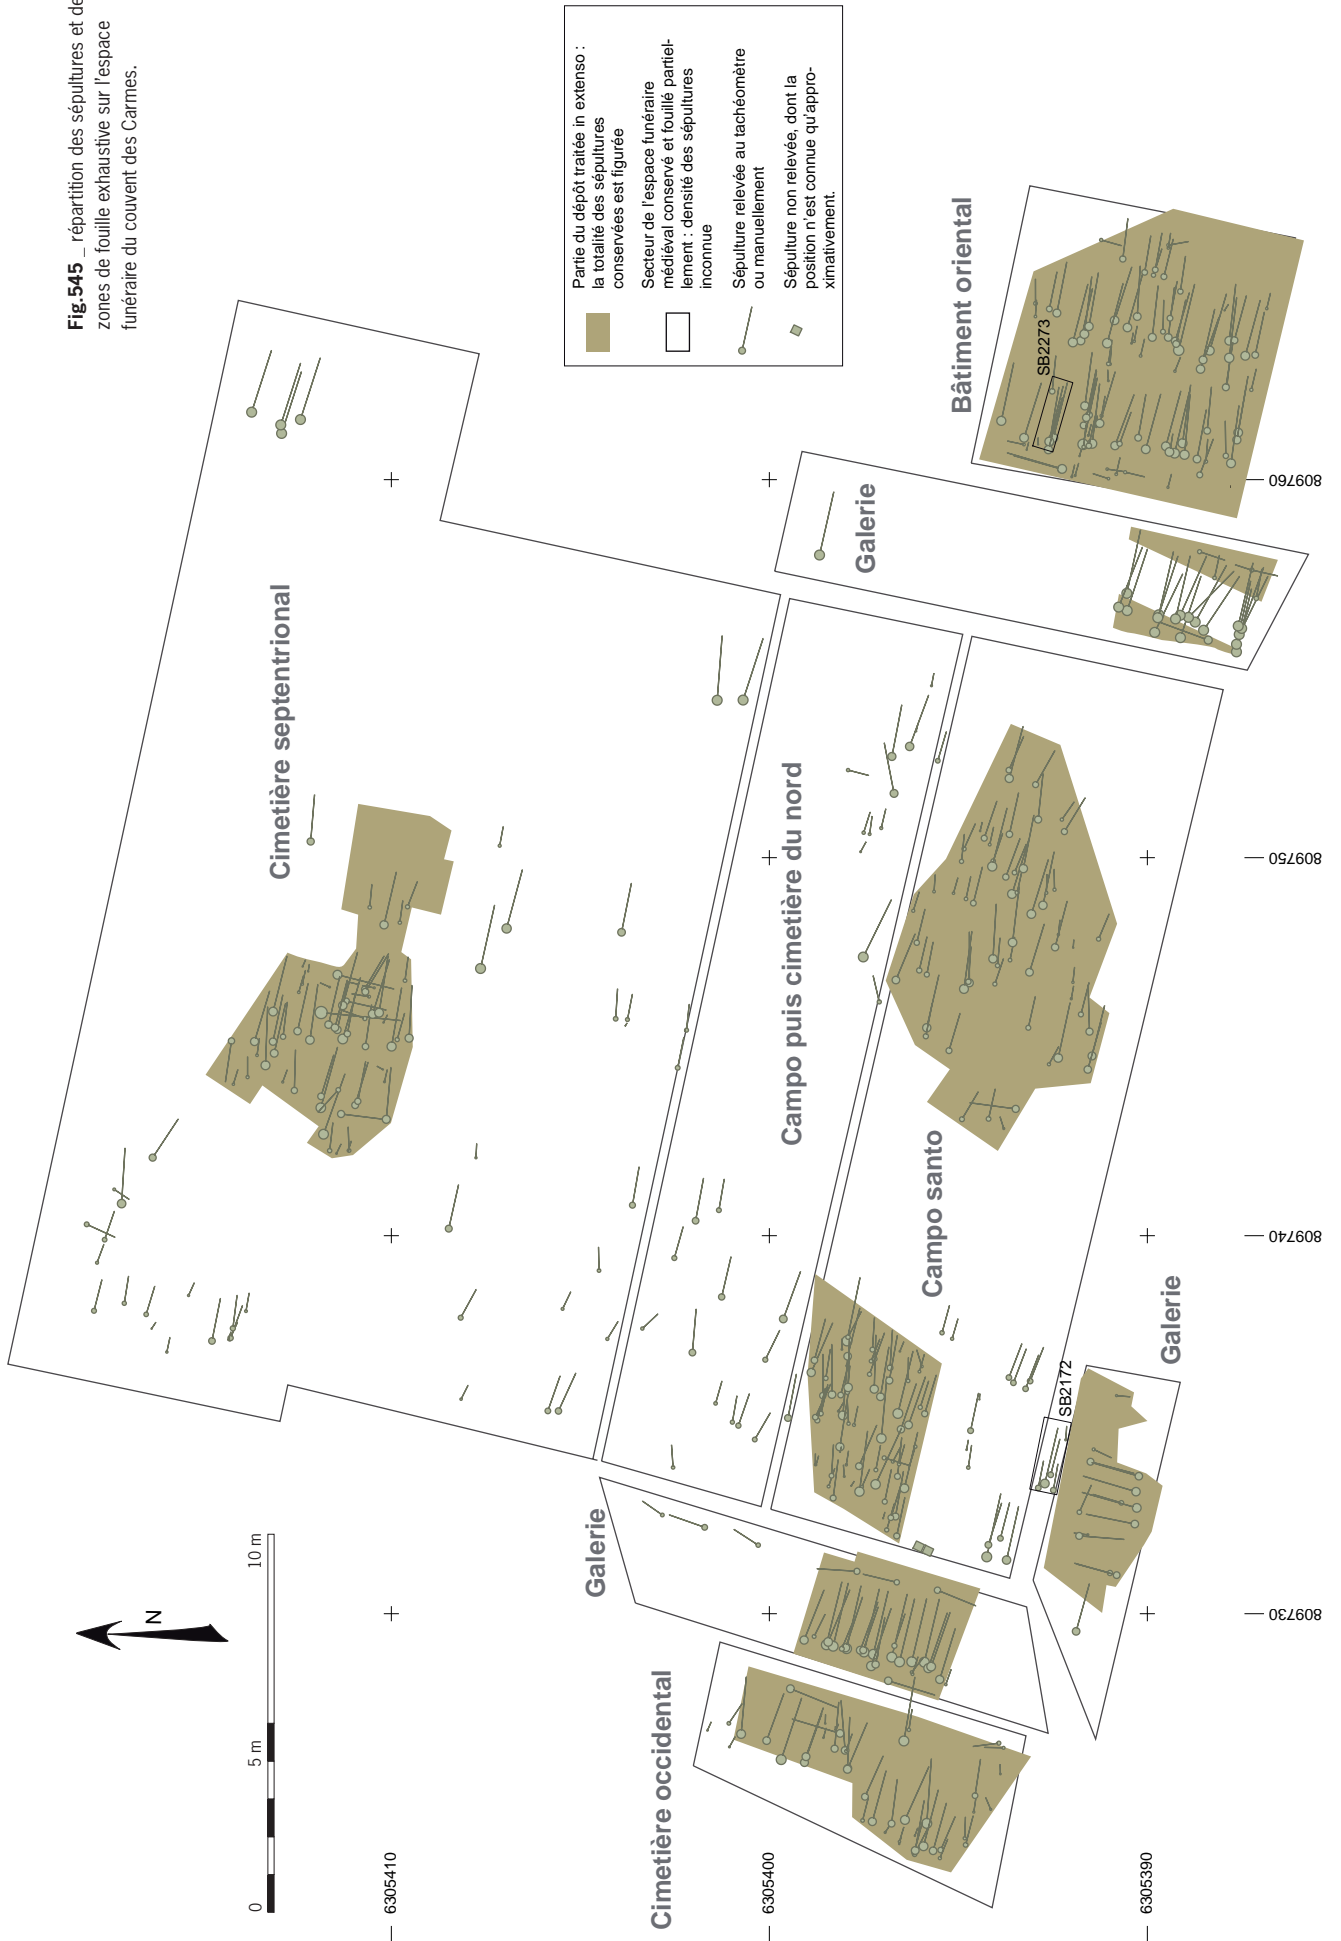 Fig.545 _ répartition des sépultures et de
zones de fouille exhaustive sur l'espace
funéraire du couvent des Carmes.
Partie du dépôt traitée in extenso :
la totalité des sépultures
conservées est figurée
Secteur de l'espace funéraire
médiéval conservé et fouillé partiel-
lement : densité des sépultures
inconnue
Sépulture relevée au tachéomètre
ou manuellement
Sépulture non relevée, dont la
position n'est connue qu'appro-
ximativement.
N
0
5 m
10 m
Cimetière septentrional
Campo puis cimetière du nord
Campo santo
Bâtiment oriental
SB2273
Galerie
Galerie
Galerie
SB2172
Cimetière occidental
6305410
6305400
6305390
809730
809740
809750
809760